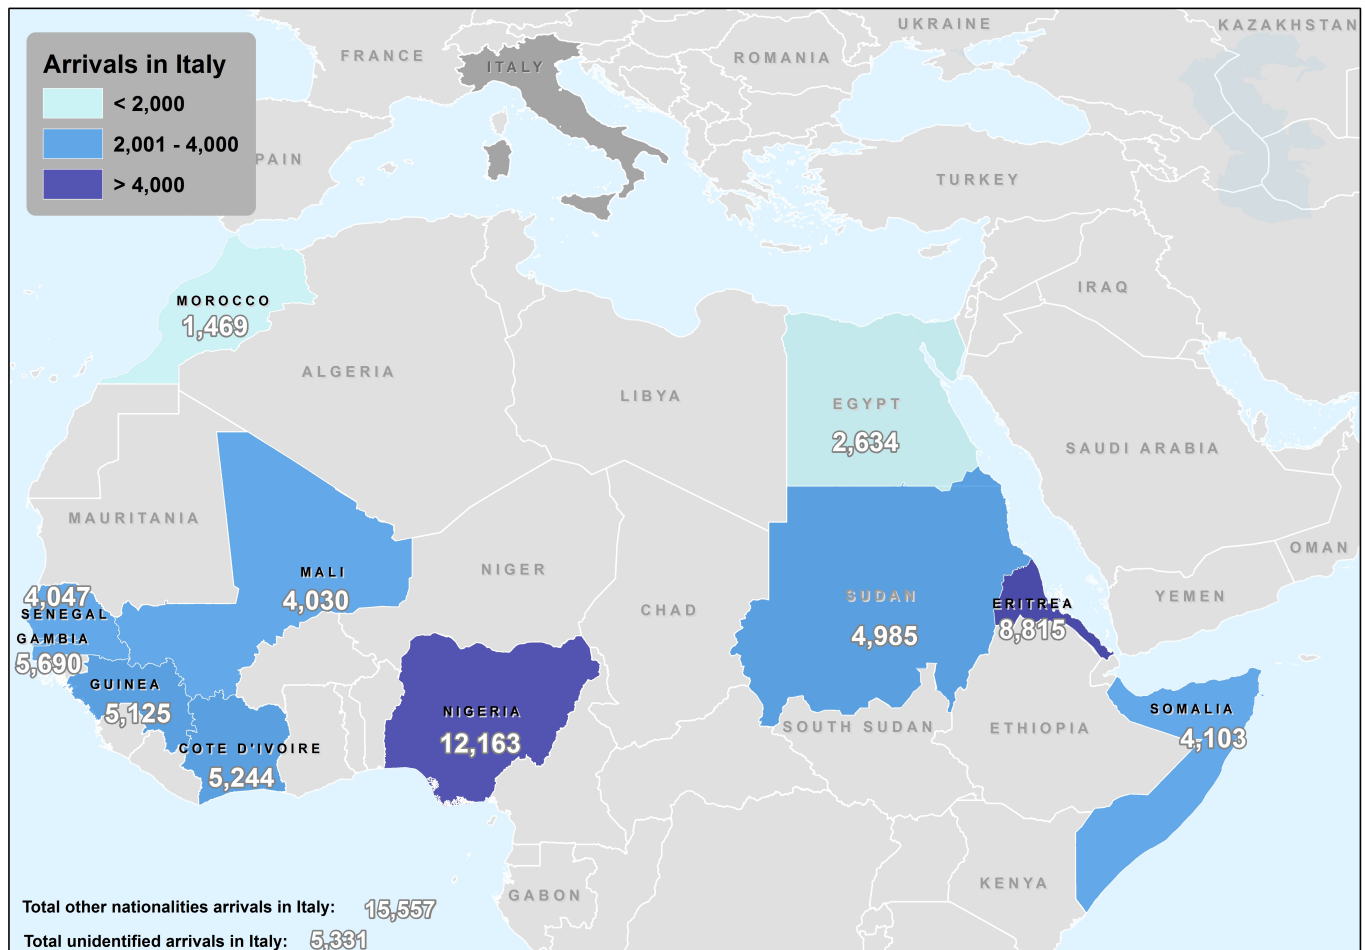 UKRAINE
KAZAKHSTAN
FRANCE
ROMANIA
ITALY
Arrivals in Italy
< 2,000
2,001 - 4,000
> 4,000
PAIN
TURKEY
IRAQ
MOROCCO
1,469
ALGERIA
LIBYA
EGYPT
2,634
SAUDI ARABIA
MAURITANIA
OMAN
MALI
4,030
NIGER
CHAD
SUDAN
4,985
ERITREA
8,815
YEMEN
4,047
SENEGAL
GAMBIA
5,690
GUINEA
5,125
NIGERIA
12,163
SOUTH SUDAN
ETHIOPIA
SOMALIA
4,103
COTE D'IVOIRE
5,244
KENYA
GABON
Total other nationalities arrivals in Italy: 15,557
Total unidentified arrivals in Italy: 5,331